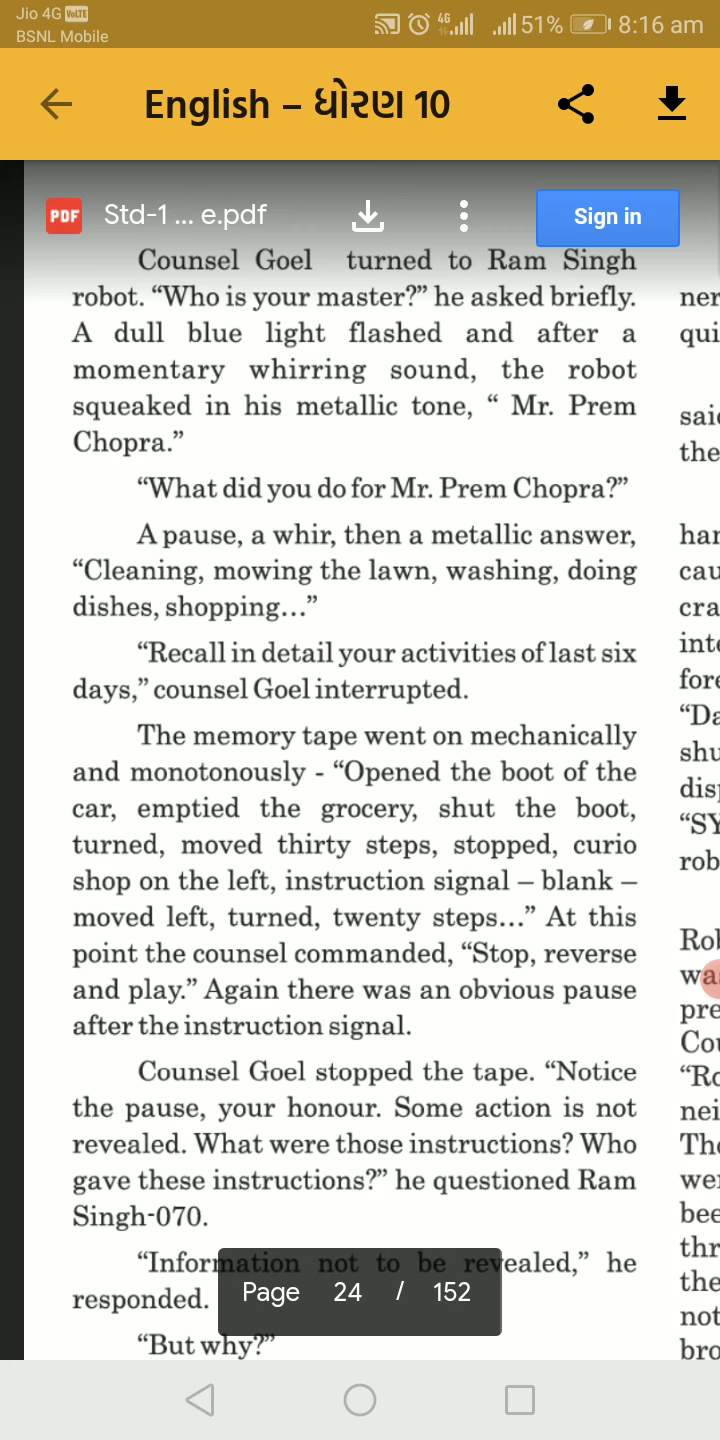 Jio 4G VoLTE
BSNL Mobile
4G
51%
8:16 am
English – ધોરણ 10
PDF
Std-1 ... e.pdf
Sign in
Counsel Goel turned to Ram Singh
robot. “Who is your master?” he asked briefly.
A dull blue light flashed and after a
momentary whirring sound, the robot
squeaked in his metallic tone, “ Mr. Prem
Chopra.”
“What did you do for Mr. Prem Chopra?”
A pause, a whir, then a metallic answer,
“Cleaning, mowing the lawn, washing, doing
dishes, shopping...”
“Recall in detail your activities of last six
days,” counsel Goel interrupted.
The memory tape went on mechanically
and monotonously - “Opened the boot of the
car, emptied the grocery, shut the boot,
turned, moved thirty steps, stopped, curio
shop on the left, instruction signal – blank –
moved left, turned, twenty steps...” At this
point the counsel commanded, “Stop, reverse
and play.” Again there was an obvious pause
after the instruction signal.
Counsel Goel stopped the tape. “Notice
the pause, your honour. Some action is not
revealed. What were those instructions? Who
gave these instructions?” he questioned Ram
Singh-070.
“Information not to be revealed,” he
responded.
“But why?”
Page 24 / 152